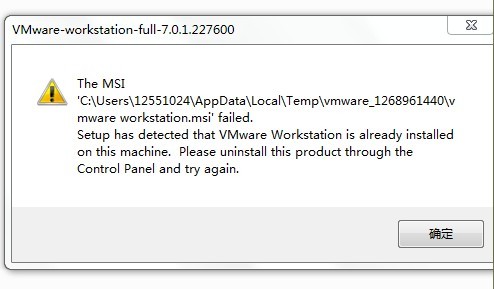 VMware-workstation-full-7.0.1.227600
The MSI
'C:\Users\12551024\AppData\Local\Temp\vmware_1268961440\v
mware workstation.msi' failed.
Setup has detected that VMware Workstation is already installed
on this machine.  Please uninstall this product through the
Control Panel and try again.
确定